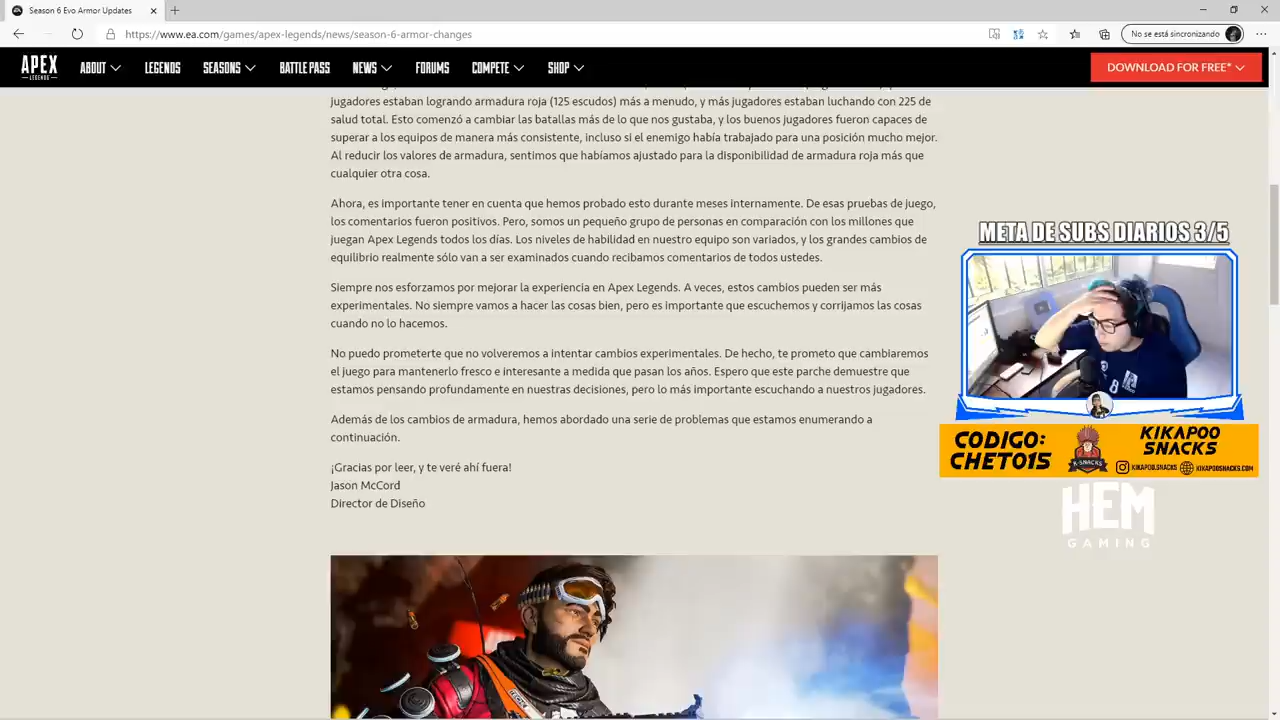 Season 6 Evo Armor Updates
https://www.ea.com/games/apex-legends/news/season-6-armor-changes
No se está sincronizando
APEX
LEGENDS
ABOUT
LEGENDS
SEASONS
BATTLE PASS
NEWS
FORUMS
COMPETE
SHOP
DOWNLOAD FOR FREE*
jugadores estaban logrando armadura roja (125 escudos) más a menudo, y más jugadores estaban luchando con 225 de
salud total. Esto comenzó a cambiar las batallas más de lo que nos gustaba, y los buenos jugadores fueron capaces de
superar a los equipos de manera más consistente, incluso si el enemigo había trabajado para una posición mucho mejor.
Al reducir los valores de armadura, sentimos que habíamos ajustado para la disponibilidad de armadura roja más que
cualquier otra cosa.
Ahora, es importante tener en cuenta que hemos probado esto durante meses internamente. De esas pruebas de juego,
los comentarios fueron positivos. Pero, somos un pequeño grupo de personas en comparación con los millones que
juegan Apex Legends todos los días. Los niveles de habilidad en nuestro equipo son variados, y los grandes cambios de
equilibrio realmente sólo van a ser examinados cuando recibamos comentarios de todos ustedes.
Siempre nos esforzamos por mejorar la experiencia en Apex Legends. A veces, estos cambios pueden ser más
experimentales. No siempre vamos a hacer las cosas bien, pero es importante que escuchemos y corrijamos las cosas
cuando no lo hacemos.
No puedo prometerte que no volveremos a intentar cambios experimentales. De hecho, te prometo que cambiaremos
el juego para mantenerlo fresco e interesante a medida que pasan los años. Espero que este parche demuestre que
estamos pensando profundamente en nuestras decisiones, pero lo más importante escuchando a nuestros jugadores.
Además de los cambios de armadura, hemos abordado una serie de problemas que estamos enumerando a
continuación.
¡Gracias por leer, y te veré ahí fuera!
Jason McCord
Director de Diseño
META DE SUBS DIARIOS 3/5
CODIGO:
CHETO15
K-SNACKS
KIKAPOO
SNACKS
KIKAPOO.SNACKS
KIKAPOOSNACKS.COM
HEM
GAMING